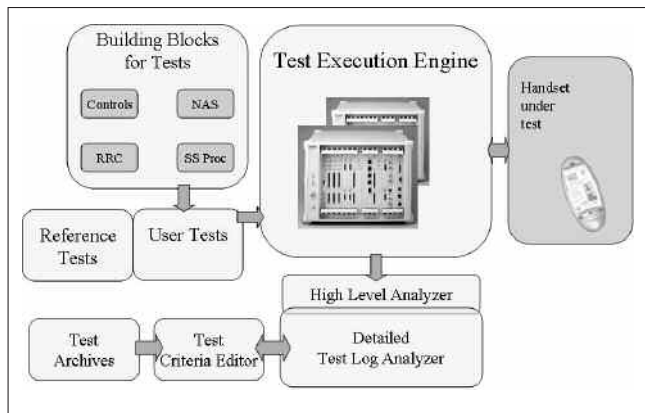 Building Blocks
for Tests
Controls
NAS
RRC
SS Proc
Test Execution Engine
Handset
under
test
Reference
Tests
User Tests
High Level Analyzer
Test
Archives
Test
Criteria Editor
Detailed
Test Log Analyzer